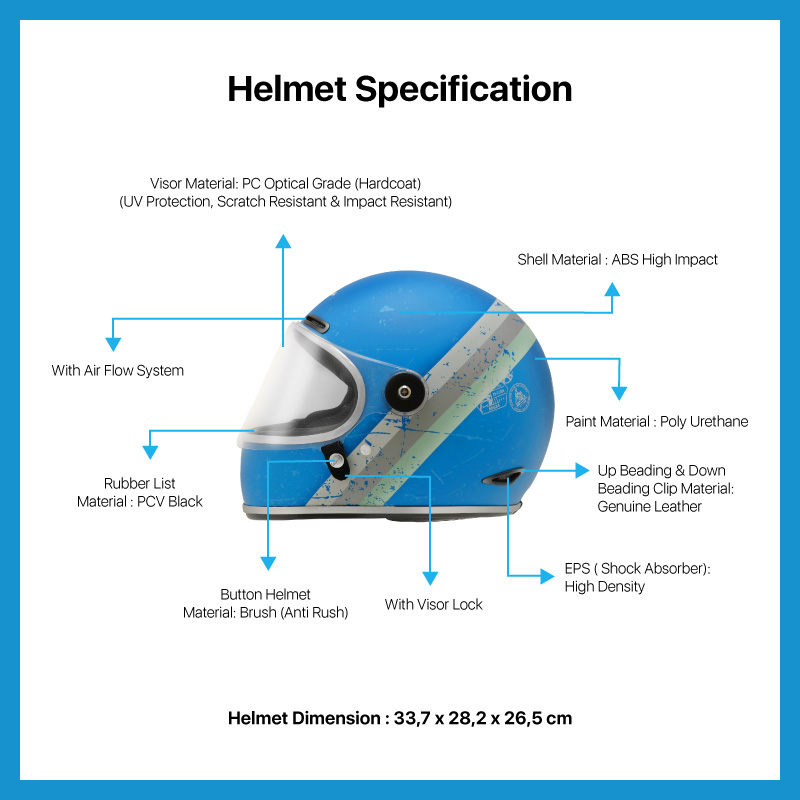 Helmet Specification
Visor Material: PC Optical Grade (Hardcoat)
(UV Protection, Scratch Resistant & Impact Resistant)
Shell Material : ABS High Impact
With Air Flow System
Paint Material : Poly Urethane
Rubber List
Material : PCV Black
Up Beading & Down
Beading Clip Material:
Genuine Leather
EPS ( Shock Absorber):
High Density
Button Helmet
Material: Brush (Anti Rush)
With Visor Lock
Helmet Dimension : 33,7 x 28,2 x 26,5 cm